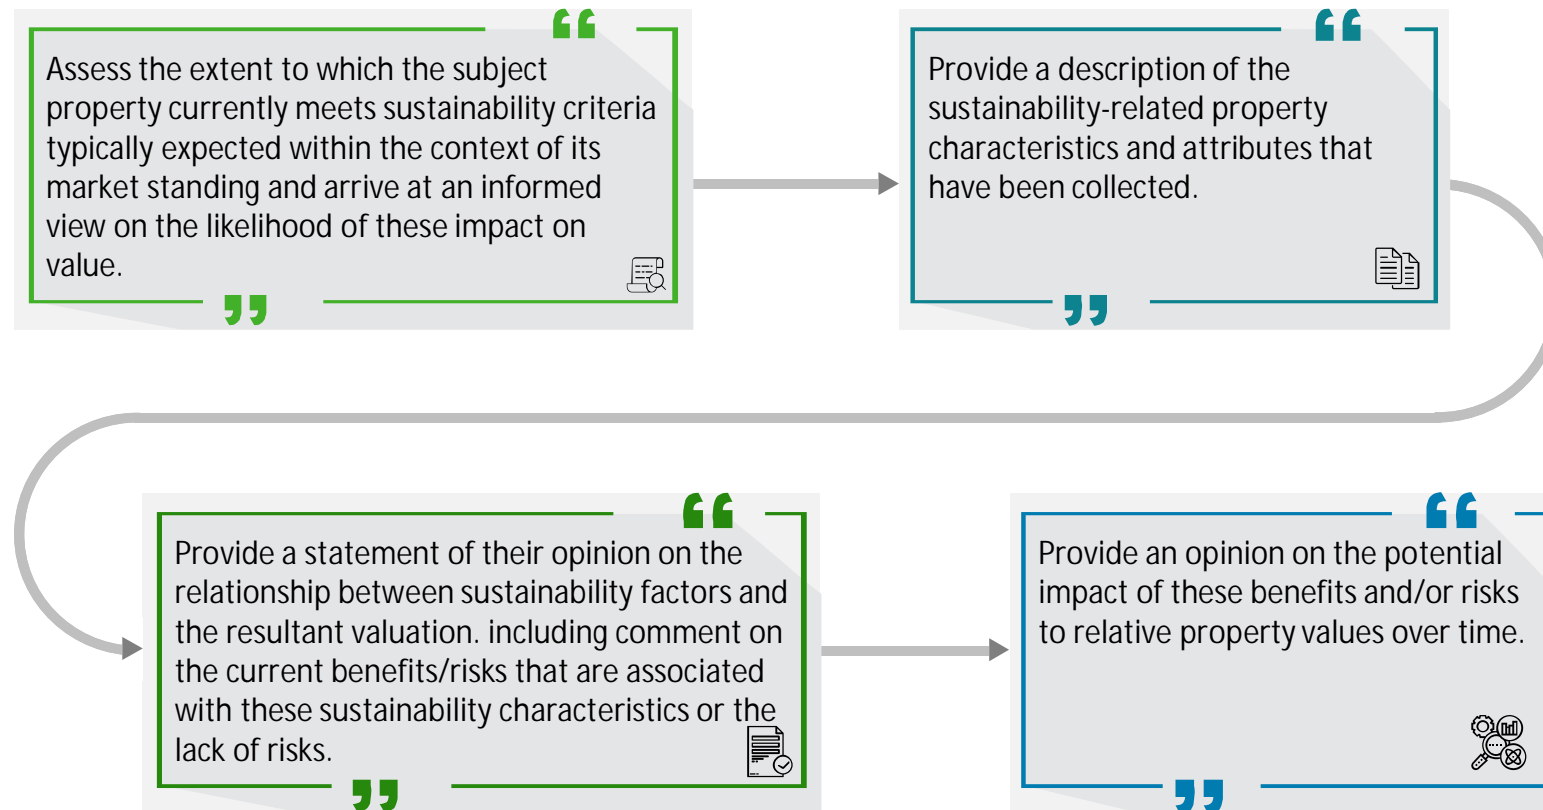 Assess the extent to which the subject
property currently meets sustainability criteria
typically expected within the context of its
market standing and arrive at an informed
view on the likelihood of these impact on
value.
Provide a description of the
sustainability-related property
characteristics and attributes that
have been collected.
Provide a statement of their opinion on the
relationship between sustainability factors and
the resultant valuation. including comment on
the current benefits/risks that are associated
with these sustainability characteristics or the
lack of risks.
Provide an opinion on the potential
impact of these benefits and/or risks
to relative property values over time.